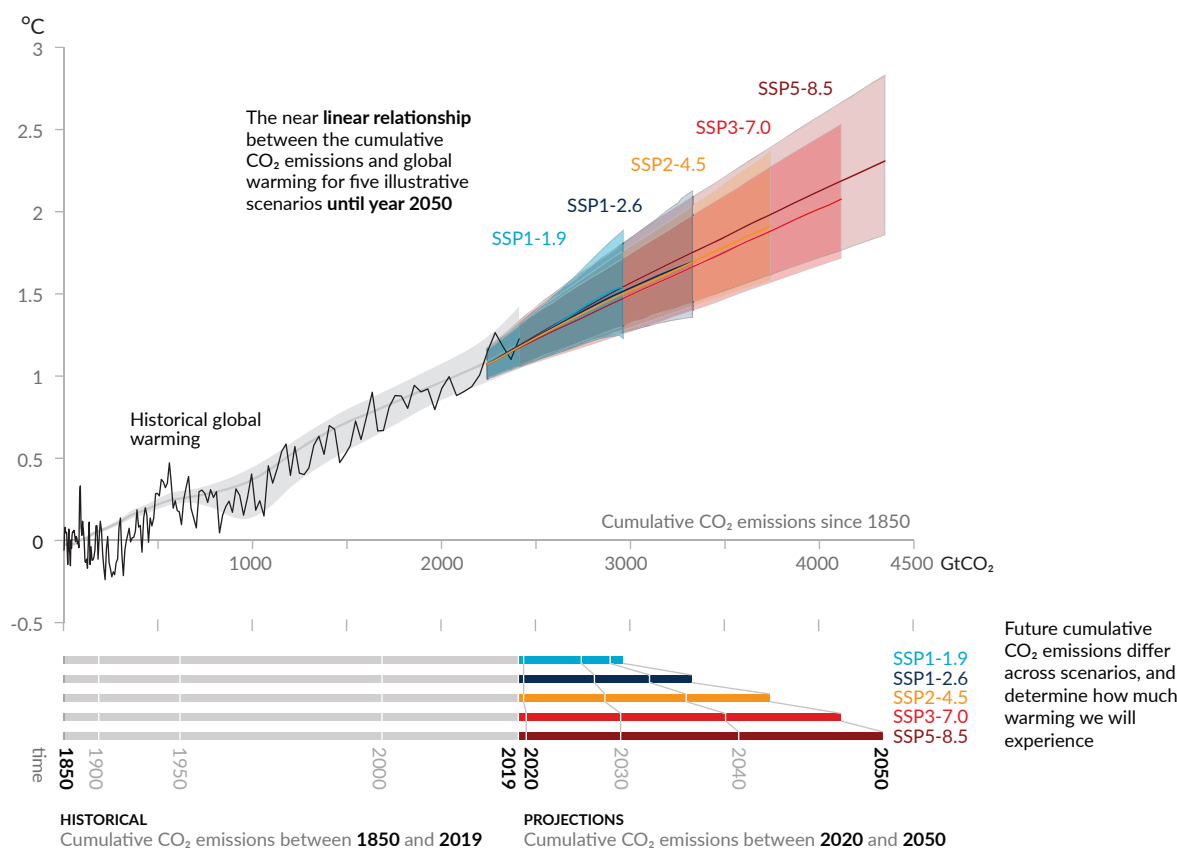 °C
3
SSP5-8.5
The near linear relationship
between the cumulative
CO₂ emissions and global
warming for five illustrative
scenarios until year 2050
2.5
SSP3-7.0
SSP2-4.5
2
SSP1-2.6
SSP1-1.9
1.5
1
Historical global
warming
0.5
Cumulative CO₂ emissions since 1850
0
1000
2000
3000
4000
4500
GtCO₂
-0.5
Future cumulative
CO₂ emissions differ
across scenarios, and
determine how much
warming we will
experience
SSP1-1.9
SSP1-2.6
SSP2-4.5
SSP3-7.0
SSP5-8.5
time
1850
1900
1950
2000
2019
2020
2030
2040
2050
HISTORICAL
Cumulative CO₂ emissions between 1850 and 2019
PROJECTIONS
Cumulative CO₂ emissions between 2020 and 2050